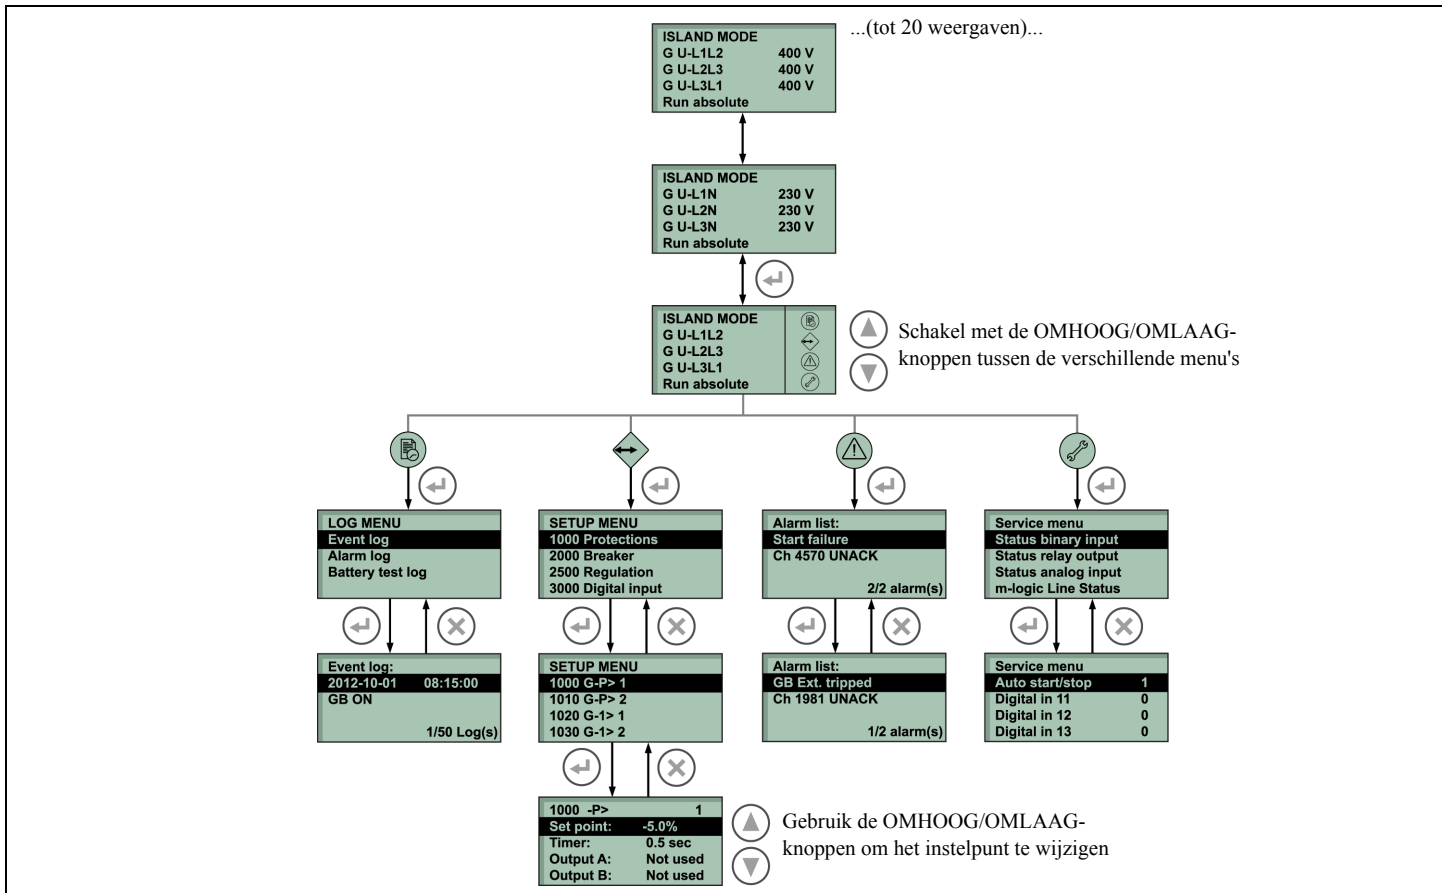 ISLAND MODE
G U-L1L2 400 V
G U-L2L3 400 V
G U-L3L1 400 V
Run absolute
...(tot 20 weergaven)...
ISLAND MODE
G U-L1N 230 V
G U-L2N 230 V
G U-L3N 230 V
Run absolute
ISLAND MODE
G U-L1L2
G U-L2L3
G U-L3L1
Run absolute
Schakel met de OMHOOG/OMLAAG-
knoppen tussen de verschillende menu's
LOG MENU
Event log
Alarm log
Battery test log
SETUP MENU
1000 Protections
2000 Breaker
2500 Regulation
3000 Digital input
Alarm list:
Start failure
Ch 4570 UNACK
2/2 alarm(s)
Service menu
Status binary input
Status relay output
Status analog input
m-logic Line Status
Event log:
2012-10-01 08:15:00
GB ON
1/50 Log(s)
SETUP MENU
1000 G-P> 1
1010 G-P> 2
1020 G-1> 1
1030 G-1> 2
Alarm list:
GB Ext. tripped
Ch 1981 UNACK
1/2 alarm(s)
Service menu
Auto start/stop 1
Digital in 11 0
Digital in 12 0
Digital in 13 0
1000 -P> 1
Set point: -5.0%
Timer: 0.5 sec
Output A: Not used
Output B: Not used
Gebruik de OMHOOG/OMLAAG-
knoppen om het instelpunt te wijzigen